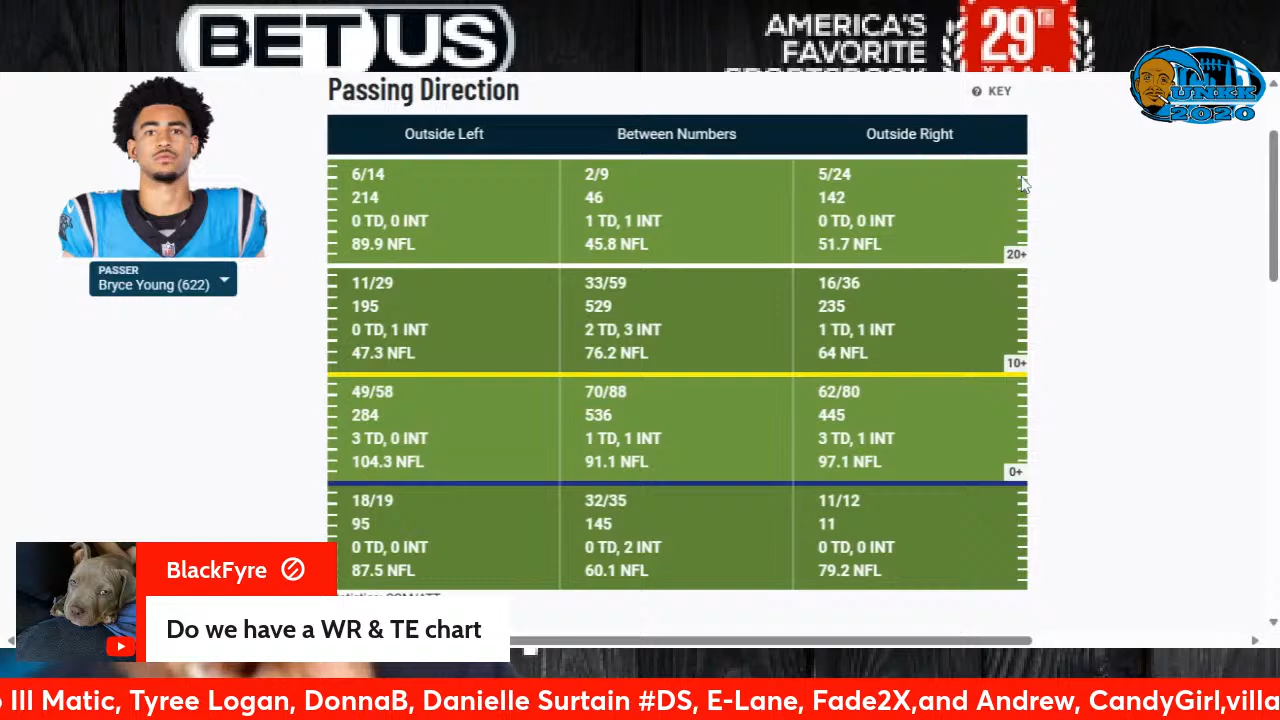 BET US
AMERICA'S
FAVORITE
29TH
UNKK
2020
Passing Direction
KEY
Outside Left
Between Numbers
Outside Right
6/14
214
0 TD, 0 INT
89.9 NFL
2/9
46
1 TD, 1 INT
45.8 NFL
5/24
142
0 TD, 0 INT
51.7 NFL
20+
PASSER
Bryce Young (622)
11/29
195
0 TD, 1 INT
47.3 NFL
33/59
529
2 TD, 3 INT
76.2 NFL
16/36
235
1 TD, 1 INT
64 NFL
10+
49/58
284
3 TD, 0 INT
104.3 NFL
70/88
536
1 TD, 1 INT
91.1 NFL
62/80
445
3 TD, 1 INT
97.1 NFL
0+
18/19
95
0 TD, 0 INT
87.5 NFL
32/35
145
0 TD, 2 INT
60.1 NFL
11/12
11
0 TD, 0 INT
79.2 NFL
BlackFyre
Do we have a WR & TE chart
o Ill Matic, Tyree Logan, DonnaB, Danielle Surtain #DS, E-Lane, Fade2X,and Andrew, CandyGirl,villa